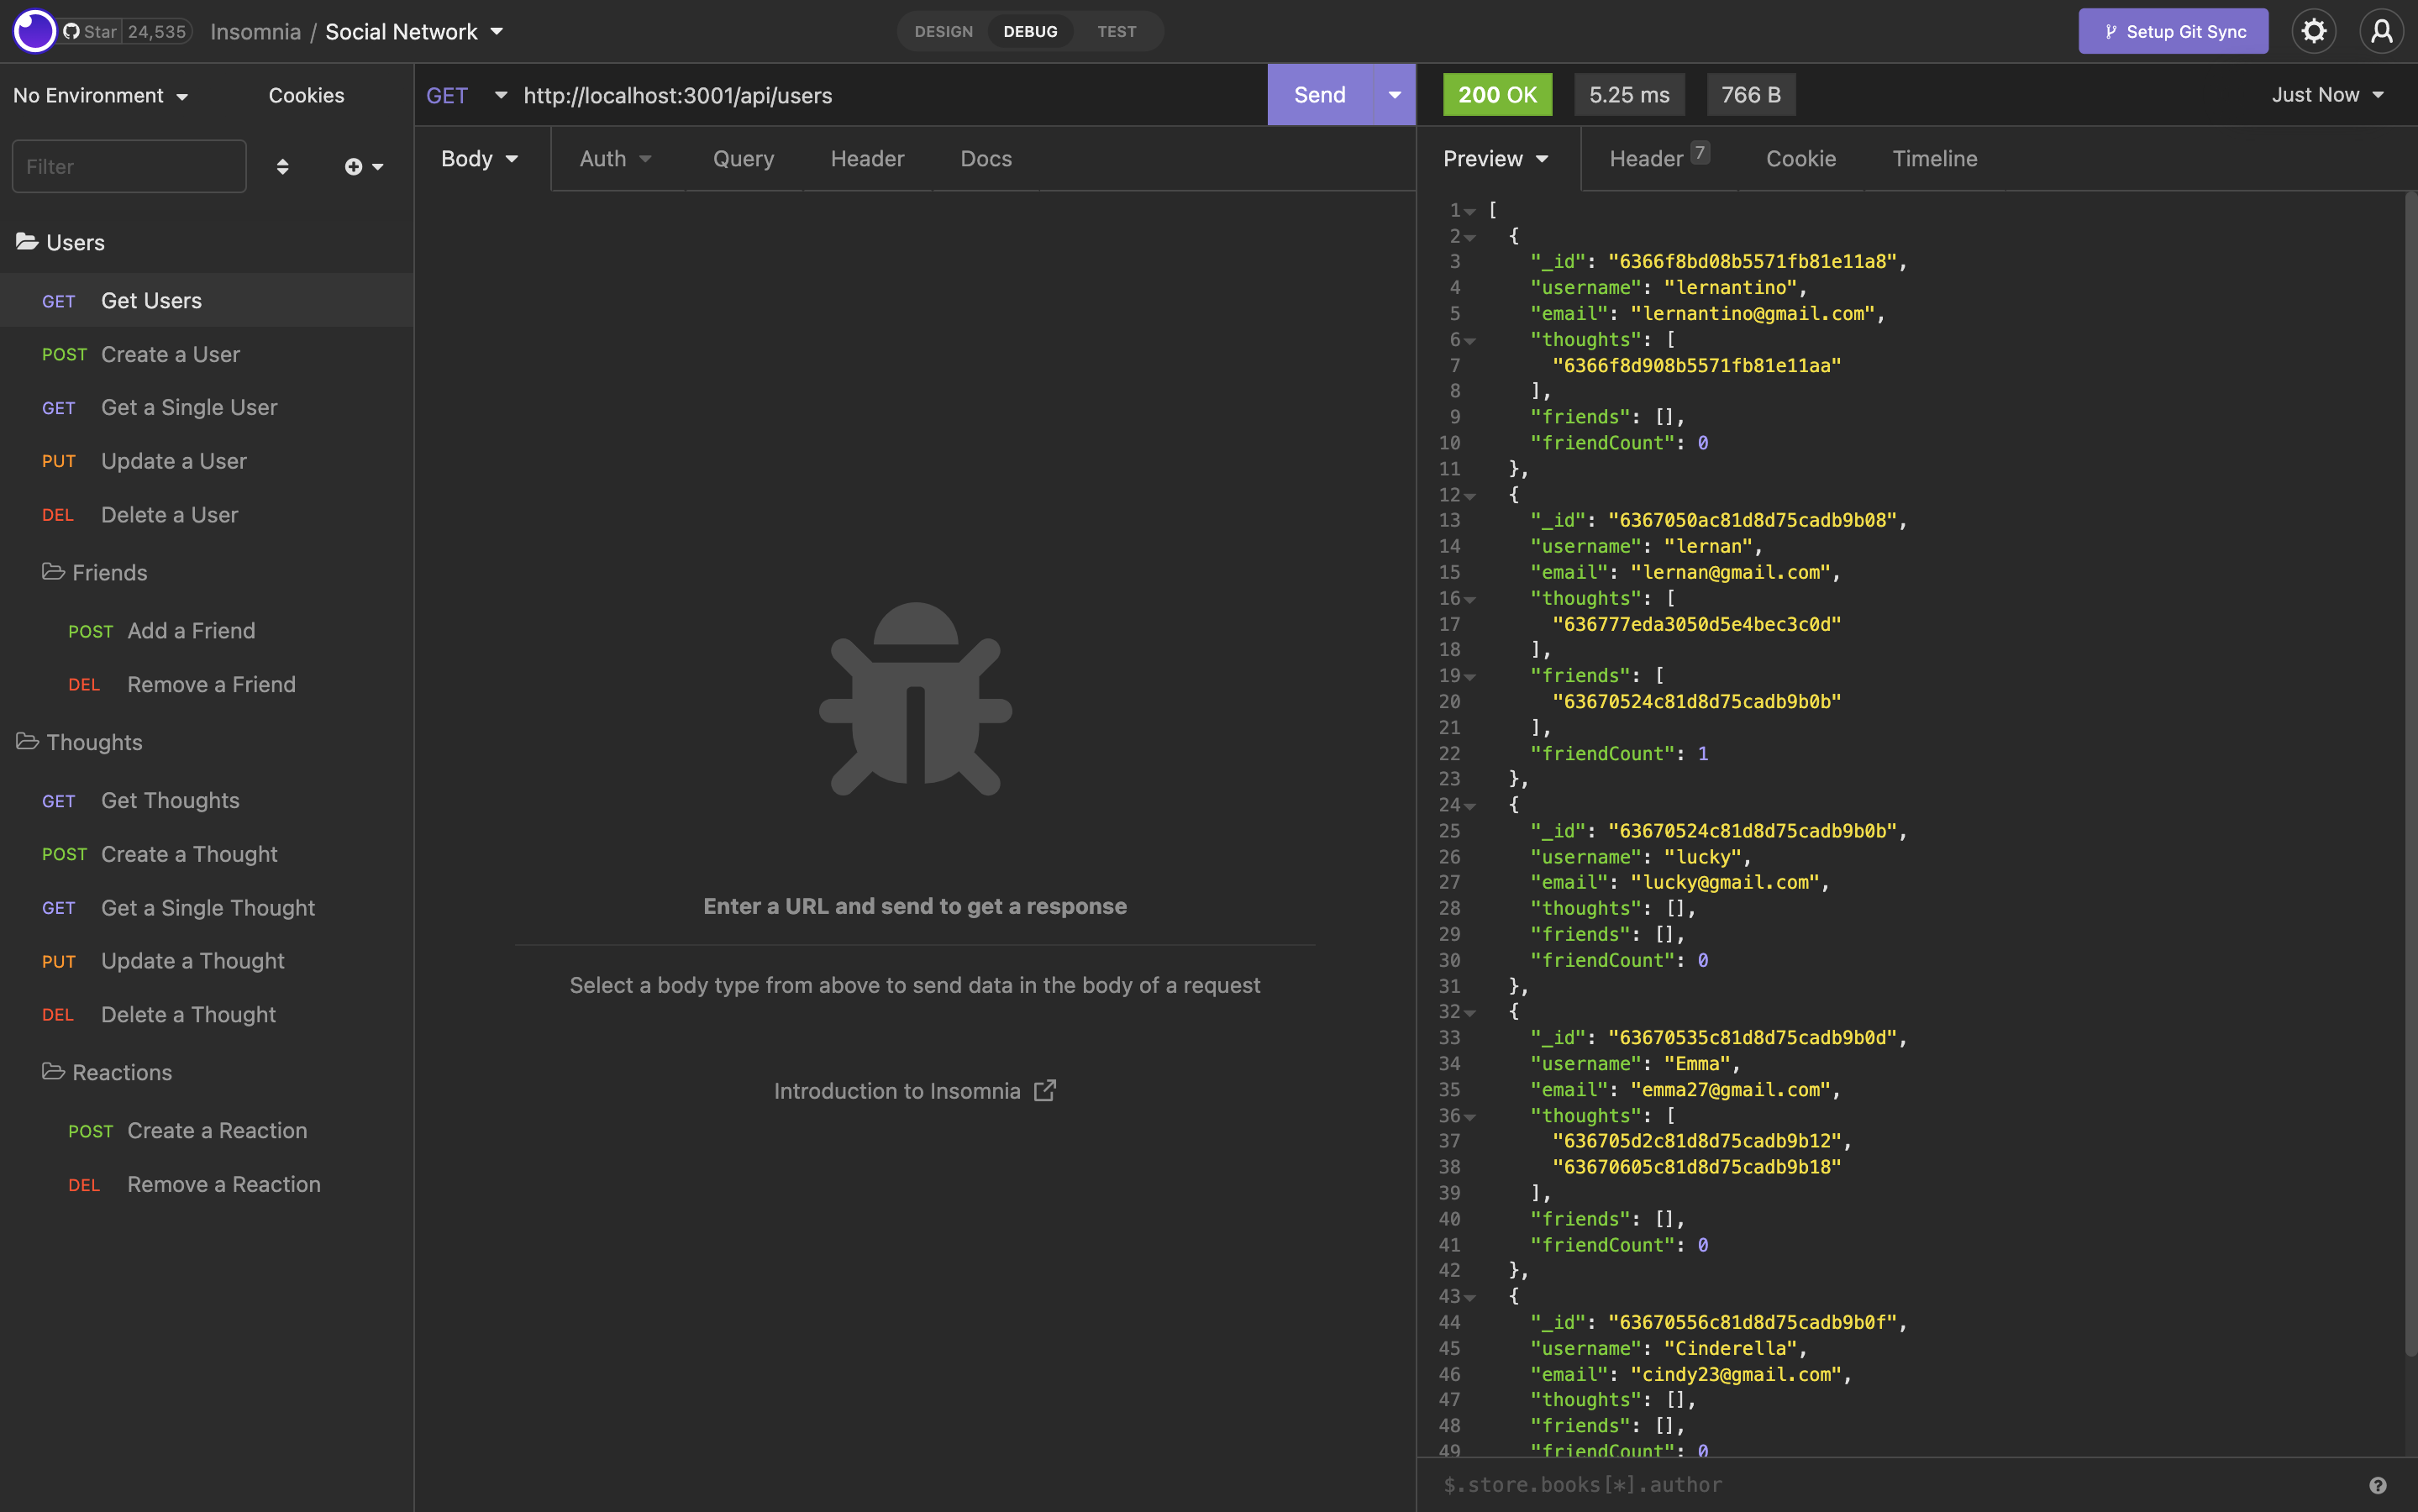 Star 24,535 Insomnia / Social Network
DESIGN DEBUG TEST
Setup Git Sync
No Environment Cookies
Filter
Users
GET Get Users
POST Create a User
GET Get a Single User
PUT Update a User
DEL Delete a User
Friends
POST Add a Friend
DEL Remove a Friend
Thoughts
GET Get Thoughts
POST Create a Thought
GET Get a Single Thought
PUT Update a Thought
DEL Delete a Thought
Reactions
POST Create a Reaction
DEL Remove a Reaction
GET http://localhost:3001/api/users Send
Body Auth Query Header Docs
Enter a URL and send to get a response
Select a body type from above to send data in the body of a request
Introduction to Insomnia
200 OK 5.25 ms 766 B Just Now
Preview Header 7 Cookie Timeline
1 [
2 {
3 "_id": "6366f8bd08b5571fb81e11a8",
4 "username": "lernantino",
5 "email": "lernantino@gmail.com",
6 "thoughts": [
7 "6366f8d908b5571fb81e11aa"
8 ],
9 "friends": [],
10 "friendCount": 0
11 },
12 {
13 "_id": "6367050ac81d8d75cadb9b08",
14 "username": "lernan",
15 "email": "lernan@gmail.com",
16 "thoughts": [
17 "636777eda3050d5e4bec3c0d"
18 ],
19 "friends": [
20 "63670524c81d8d75cadb9b0b"
21 ],
22 "friendCount": 1
23 },
24 {
25 "_id": "63670524c81d8d75cadb9b0b",
26 "username": "lucky",
27 "email": "lucky@gmail.com",
28 "thoughts": [],
29 "friends": [],
30 "friendCount": 0
31 },
32 {
33 "_id": "63670535c81d8d75cadb9b0d",
34 "username": "Emma",
35 "email": "emma27@gmail.com",
36 "thoughts": [
37 "636705d2c81d8d75cadb9b12",
38 "63670605c81d8d75cadb9b18"
39 ],
40 "friends": [],
41 "friendCount": 0
42 },
43 {
44 "_id": "63670556c81d8d75cadb9b0f",
45 "username": "Cinderella",
46 "email": "cindy23@gmail.com",
47 "thoughts": [],
48 "friends": [],
49 "friendCount": 0
$.store.books[*].author